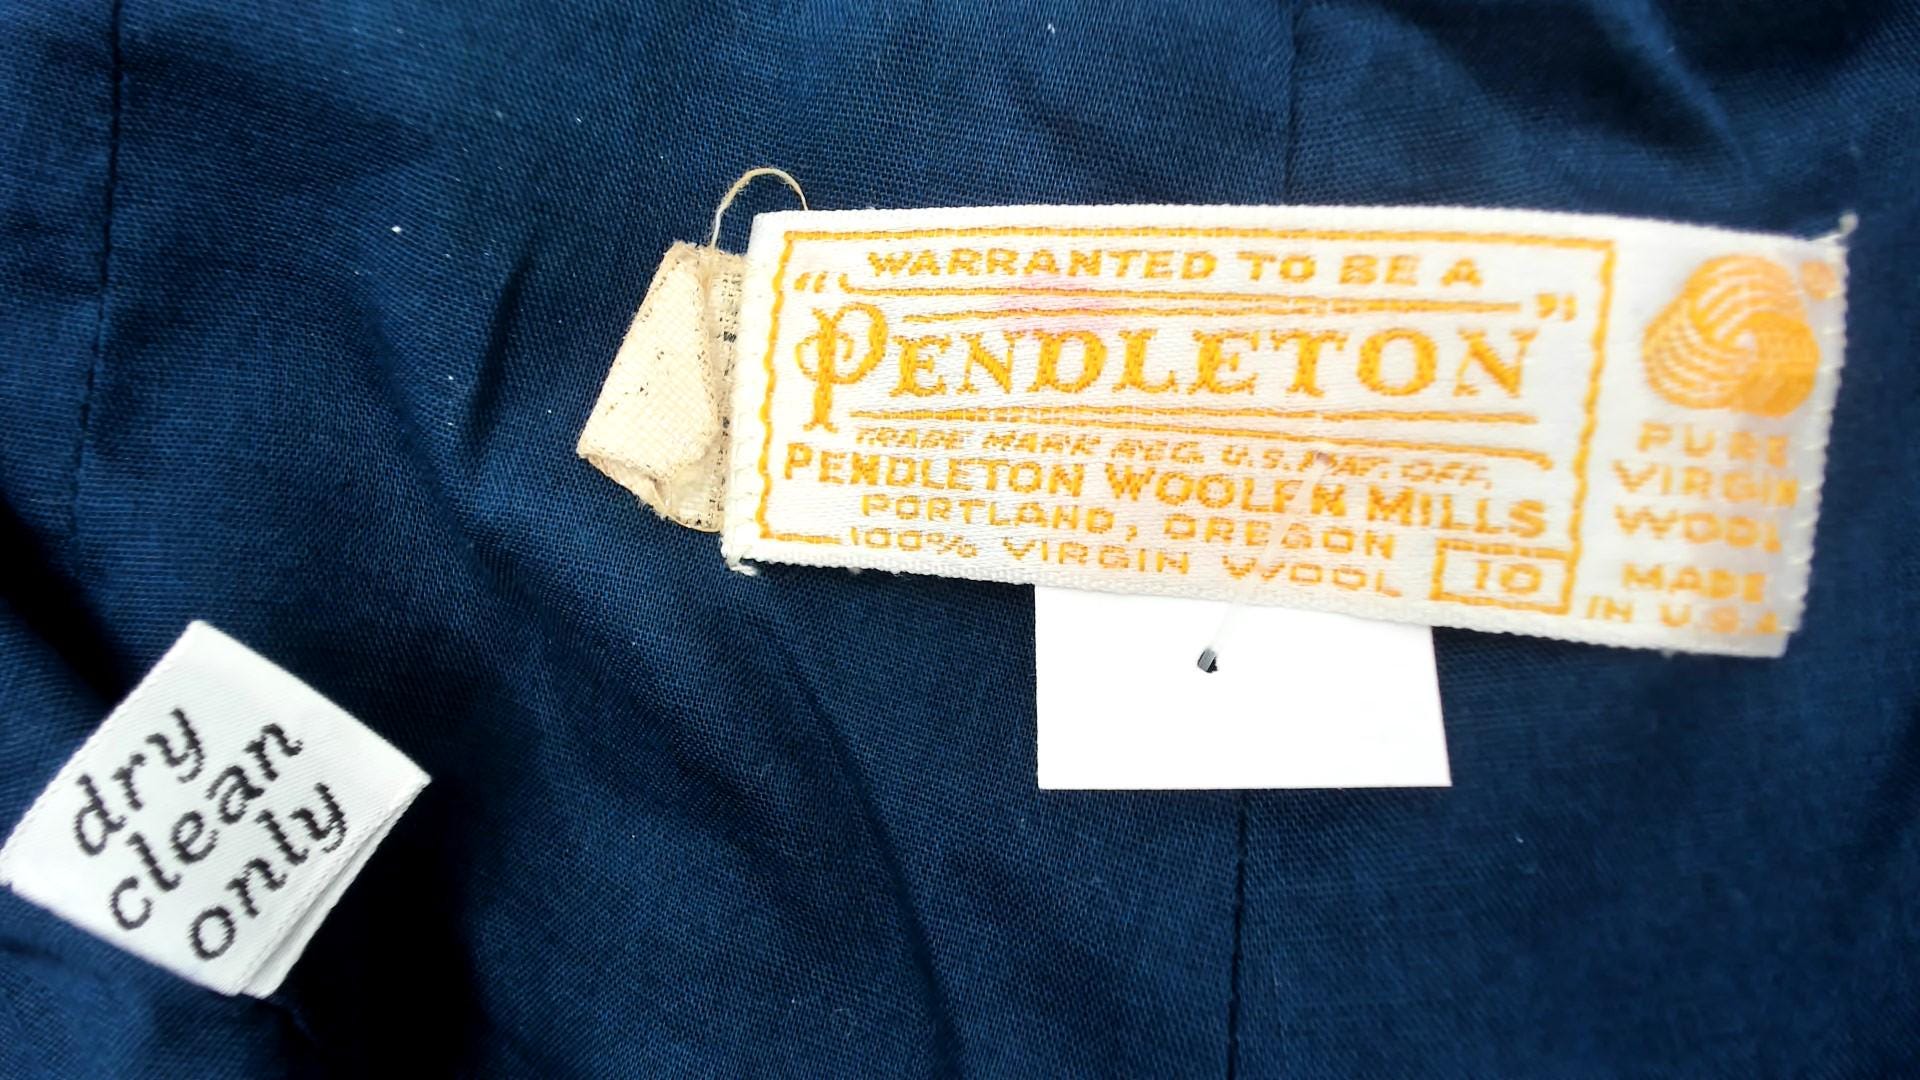 WARRANTED TO BE A
"PENDLETON"
TRADE MARK REG. U.S. PAT. OFF.
PENDLETON WOOLEN MILLS
PORTLAND, OREGON
100% VIRGIN WOOL
10
®
PURE
VIRGIN
WOOL
MADE
IN U.S.A.
dry
clean
only